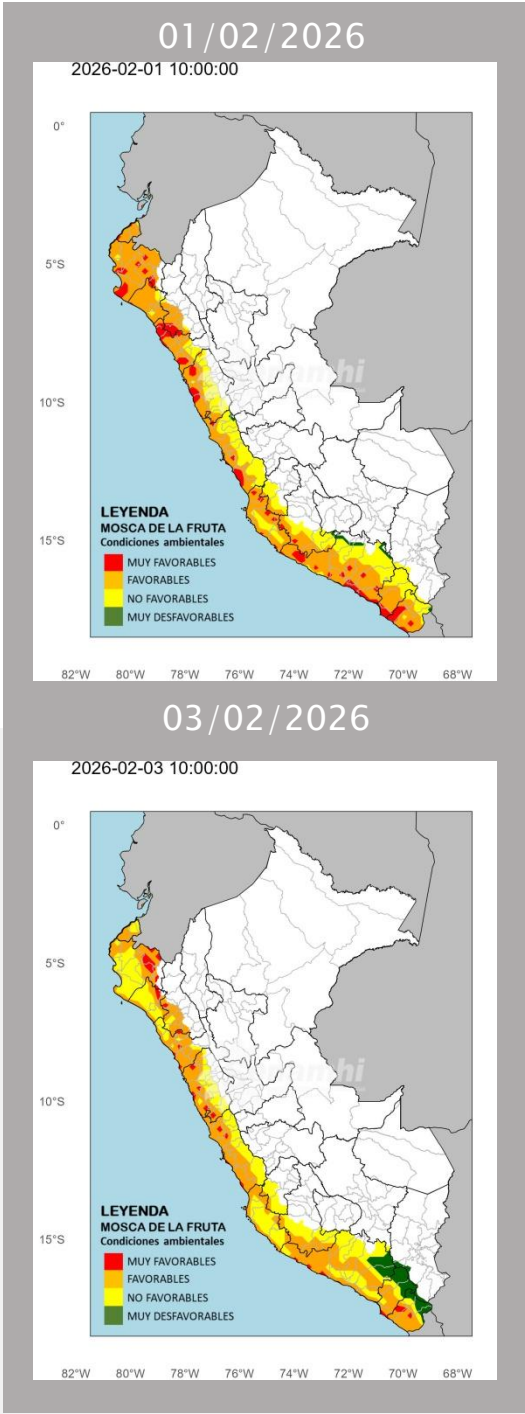 01/02/2026
2026-02-01 10:00:00
0°
5°S
10°S
15°S
LEYENDA
MOSCA DE LA FRUTA
Condiciones ambientales
MUY FAVORABLES
FAVORABLES
NO FAVORABLES
MUY DESFAVORABLES
82°W 80°W 78°W 76°W 74°W 72°W 70°W 68°W
03/02/2026
2026-02-03 10:00:00
0°
5°S
10°S
15°S
LEYENDA
MOSCA DE LA FRUTA
Condiciones ambientales
MUY FAVORABLES
FAVORABLES
NO FAVORABLES
MUY DESFAVORABLES
82°W 80°W 78°W 76°W 74°W 72°W 70°W 68°W